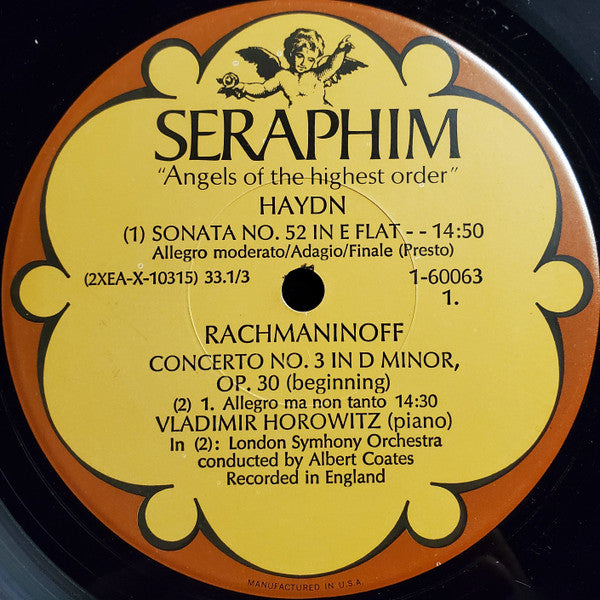 SERAPHIM
"Angels of the highest order"
HAYDN
(1) SONATA NO. 52 IN E FLAT - - 14:50
Allegro moderato/Adagio/Finale (Presto)
(2XEA-X-10315) 33.1/3 1-60063
1.
RACHMANINOFF
CONCERTO NO. 3 IN D MINOR,
OP. 30 (beginning)
(2) 1. Allegro ma non tanto 14:30
VLADIMIR HOROWITZ (piano)
In (2): London Symhony Orchestra
conducted by Albert Coates
Recorded in England
MANUFACTURED IN U.S.A.